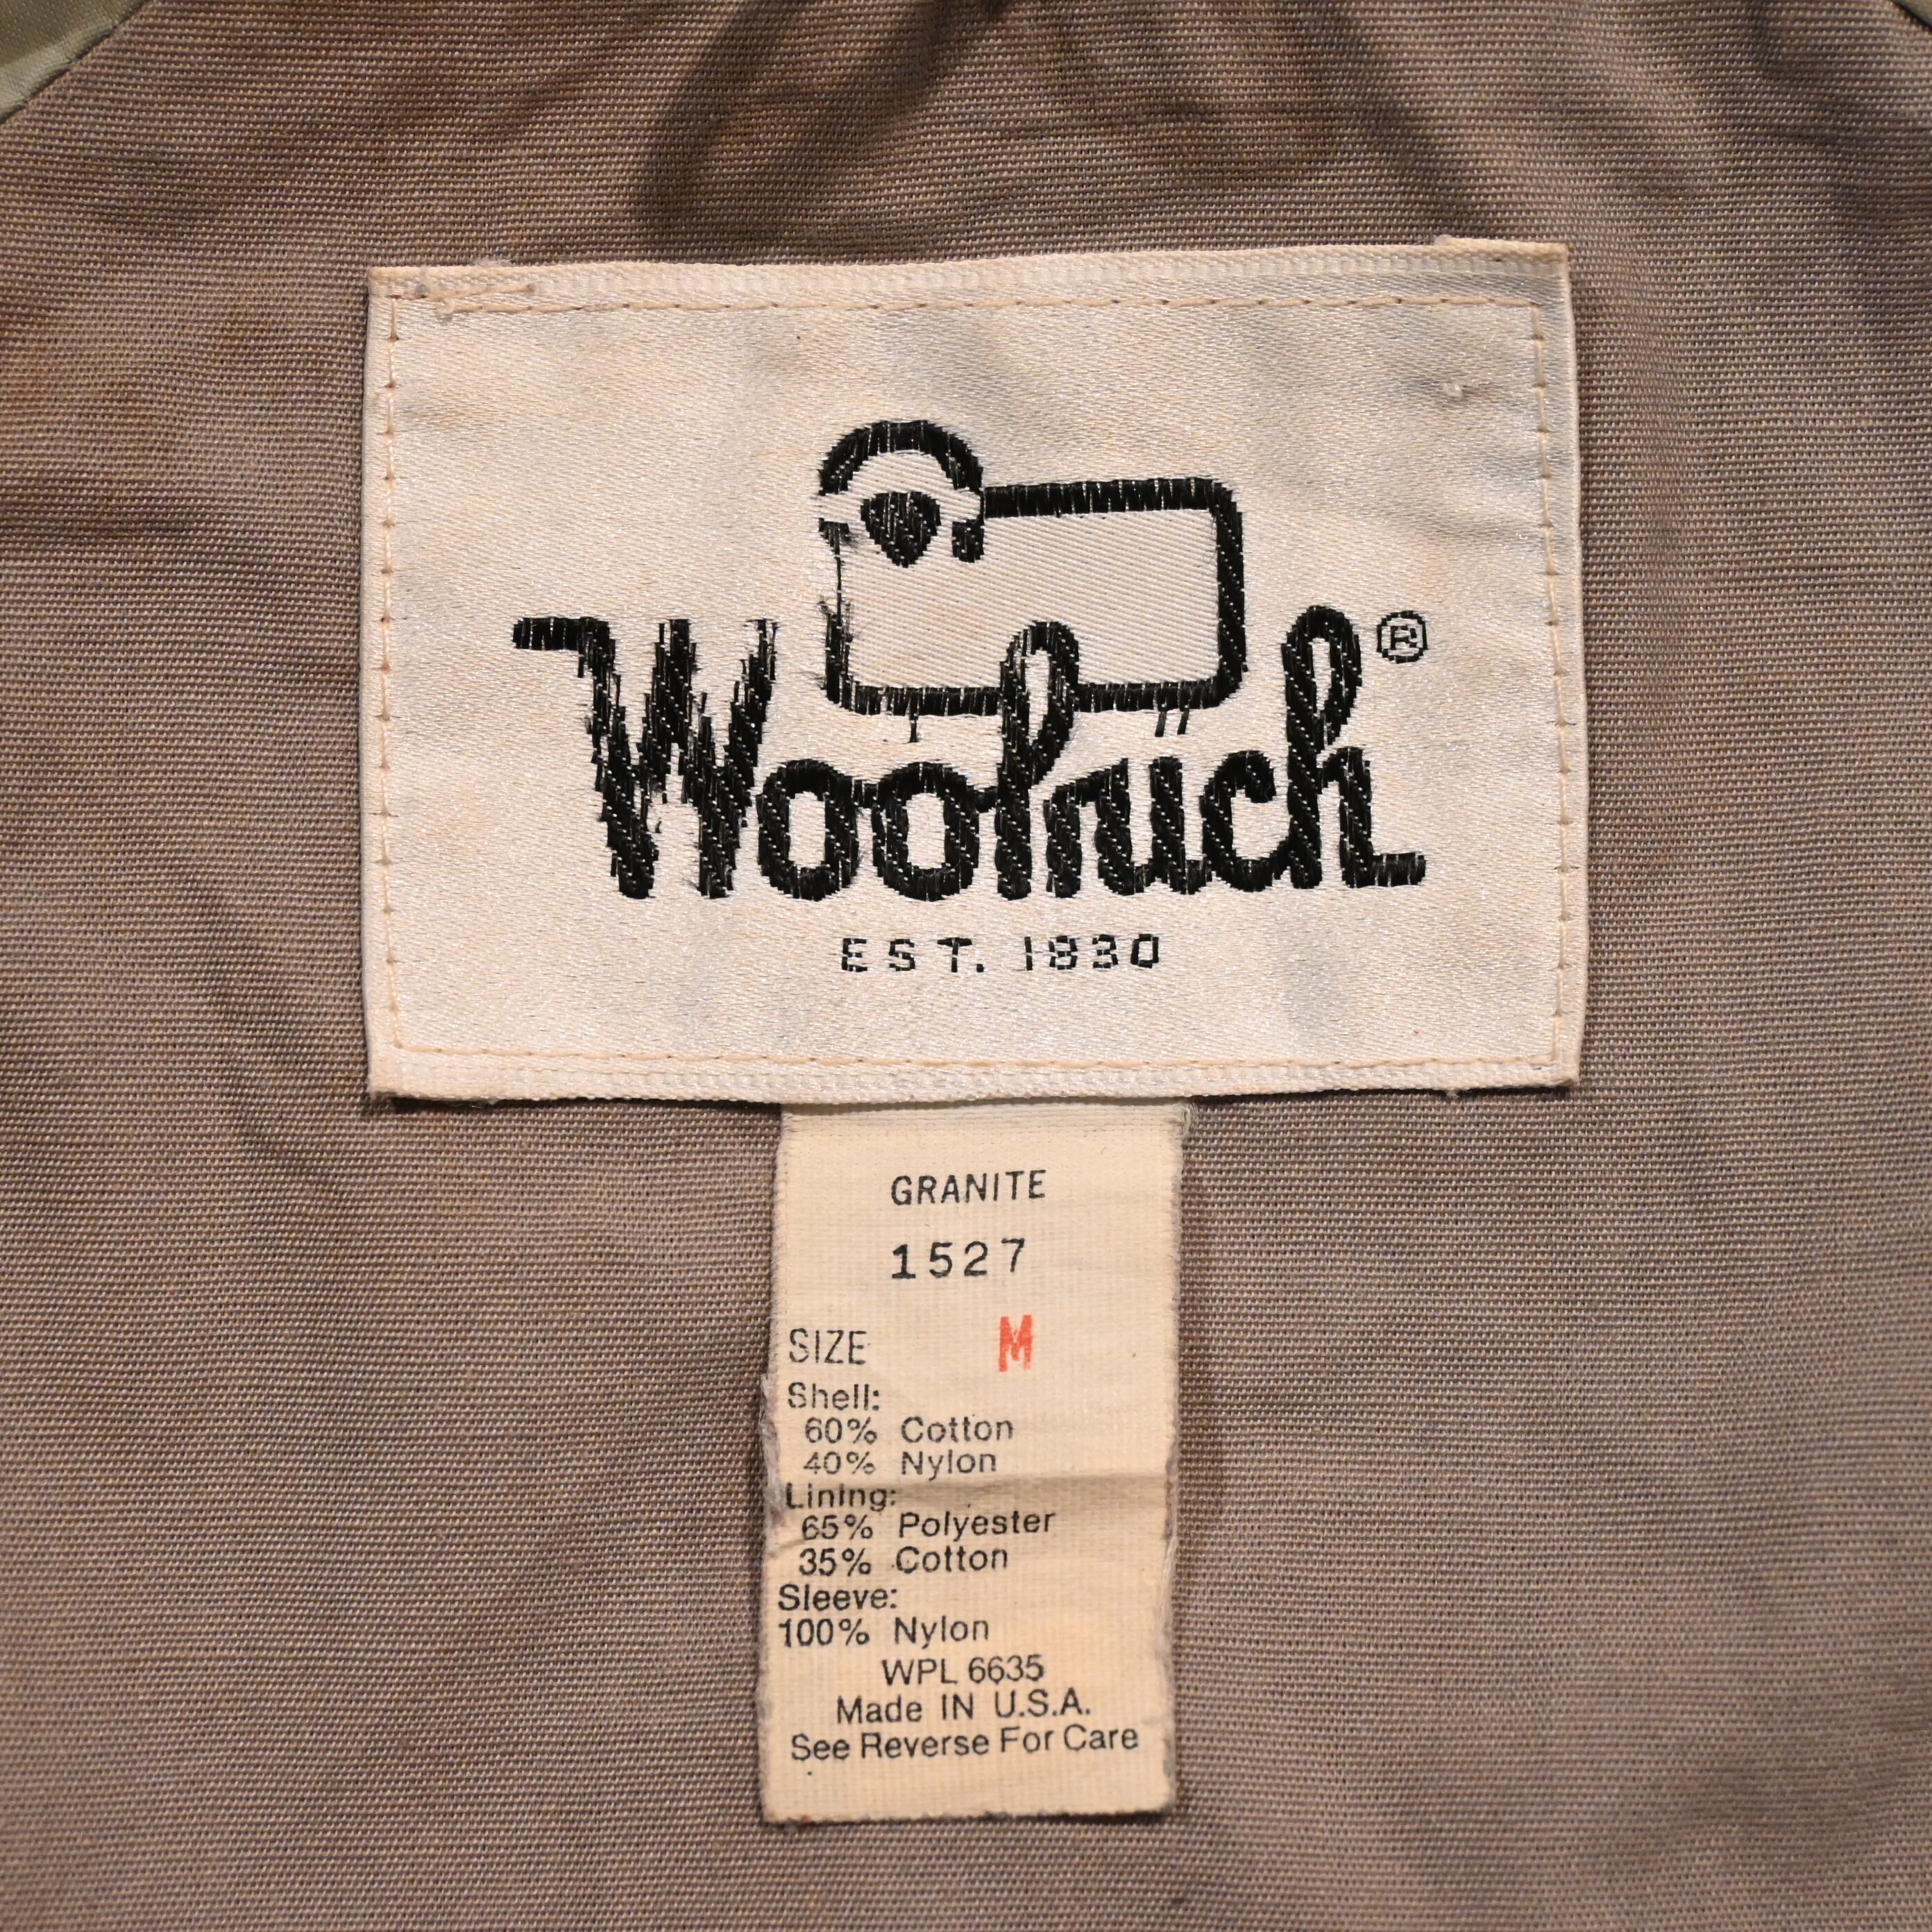 Woolrich®
EST. 1830
GRANITE
1527
SIZE M
Shell:
60% Cotton
40% Nylon
Lining:
65% Polyester
35% Cotton
Sleeve:
100% Nylon
WPL 6635
Made IN U.S.A.
See Reverse For Care